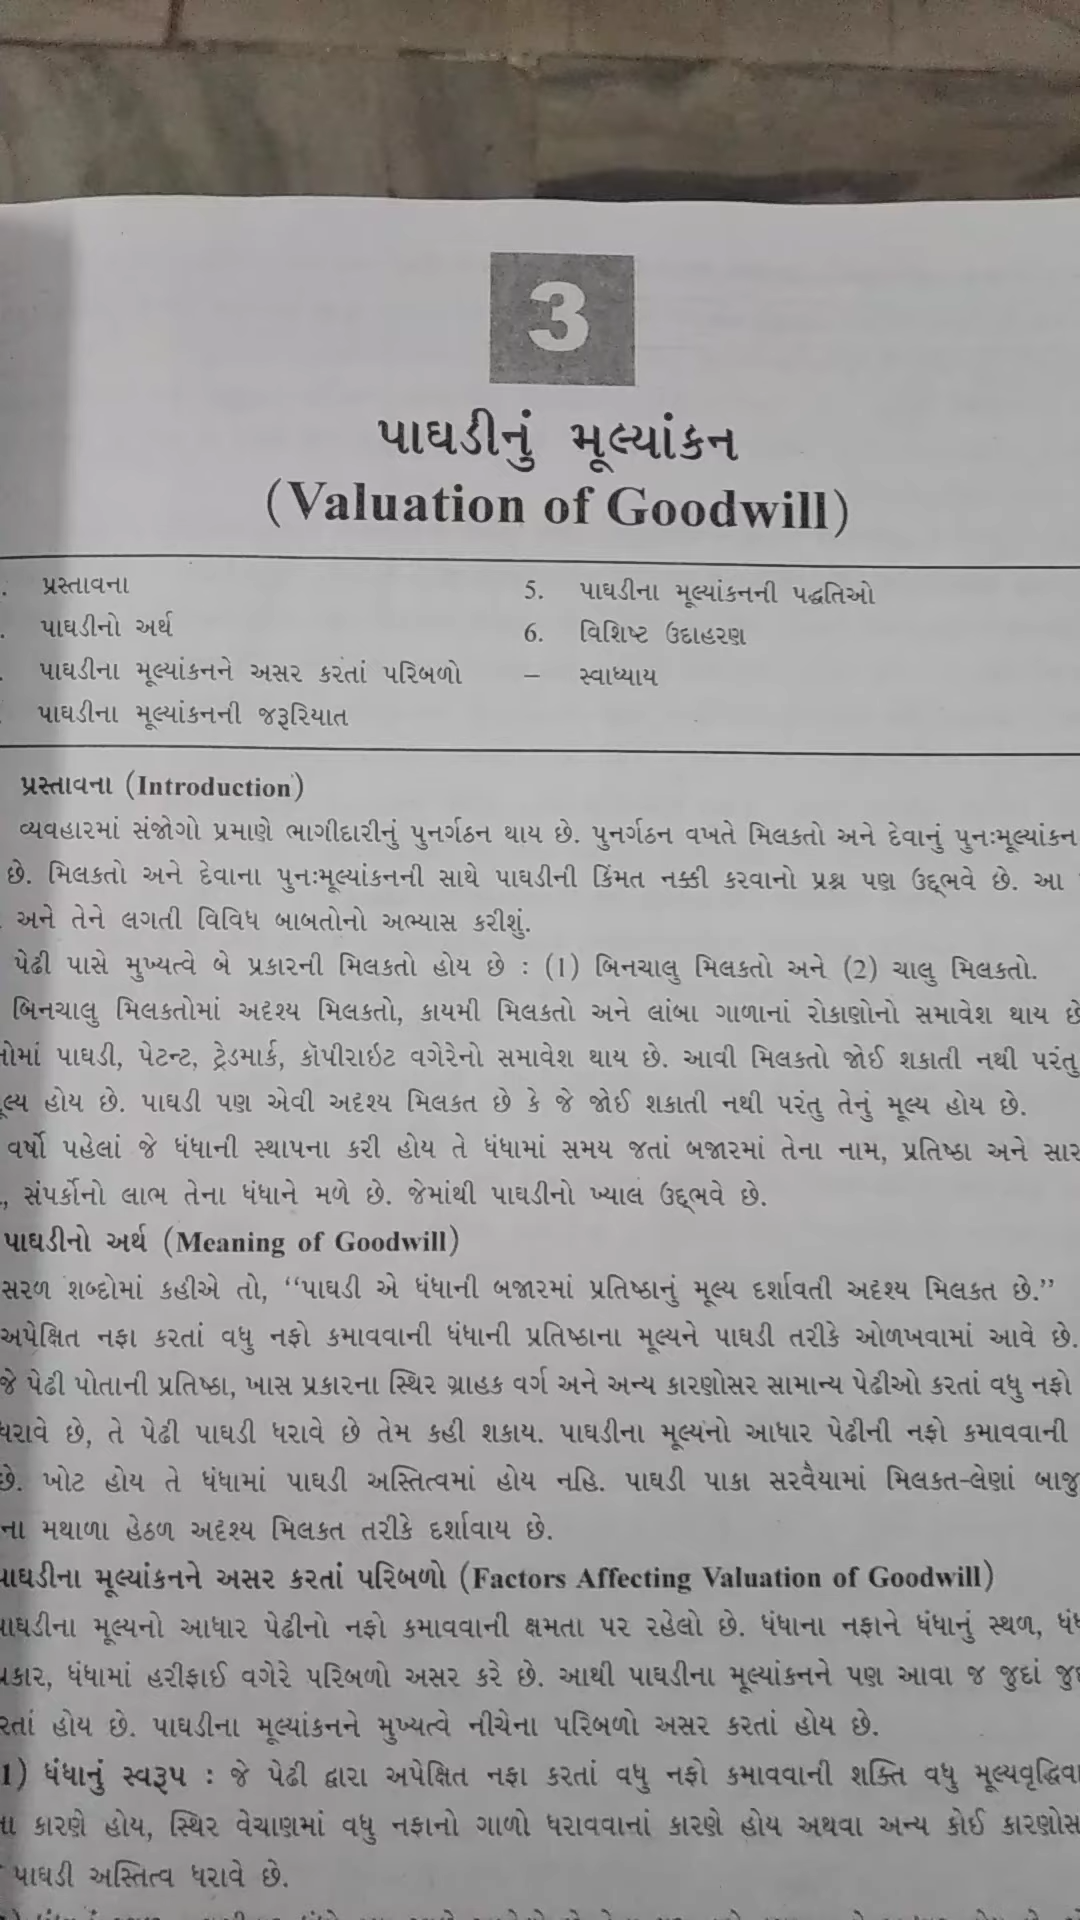 3
પાઘડીનું મૂલ્યાંકન
(Valuation of Goodwill)
પ્રસ્તાવના
પાઘડીનો અર્થ
પાઘડીના મૂલ્યાંકનને અસર કરતાં પરિબળો
પાઘડીના મૂલ્યાંકનની જરૂરિયાત
5. પાઘડીના મૂલ્યાંકનની પદ્ધતિઓ
6. વિશિષ્ટ ઉદાહરણ
– સ્વાધ્યાય
પ્રસ્તાવના (Introduction)
વ્યવહારમાં સંજોગો પ્રમાણે ભાગીદારીનું પુનર્ગઠન થાય છે. પુનર્ગઠન વખતે મિલકતો અને દેવાનું પુનઃમૂલ્યાંકન
છે. મિલકતો અને દેવાના પુનઃમૂલ્યાંકનની સાથે પાઘડીની કિંમત નક્કી કરવાનો પ્રશ્ન પણ ઉદ્ભવે છે. આ
અને તેને લગતી વિવિધ બાબતોનો અભ્યાસ કરીશું.
પેઢી પાસે મુખ્યત્વે બે પ્રકારની મિલકતો હોય છે : (1) બિનચાલુ મિલકતો અને (2) ચાલુ મિલકતો.
બિનચાલુ મિલકતોમાં અદૃશ્ય મિલકતો, કાયમી મિલકતો અને લાંબા ગાળાનાં રોકાણોનો સમાવેશ થાય છે
પાઘડી, પેટન્ટ, ટ્રેડમાર્ક, કૉપીરાઇટ વગેરેનો સમાવેશ થાય છે. આવી મિલકતો જોઈ શકાતી નથી પરંતુ
હોય છે. પાઘડી પણ એવી અદૃશ્ય મિલકત છે કે જે જોઈ શકાતી નથી પરંતુ તેનું મૂલ્ય હોય છે.
વર્ષો પહેલાં જે ધંધાની સ્થાપના કરી હોય તે ધંધામાં સમય જતાં બજારમાં તેના નામ, પ્રતિષ્ઠા અને
, સંપર્કોનો લાભ તેના ધંધાને મળે છે. જેમાંથી પાઘડીનો ખ્યાલ ઉદ્ભવે છે.
પાઘડીનો અર્થ (Meaning of Goodwill)
સરળ શબ્દોમાં કહીએ તો, “પાઘડી એ ધંધાની બજારમાં પ્રતિષ્ઠાનું મૂલ્ય દર્શાવતી અદૃશ્ય મિલકત છે.”
અપેક્ષિત નફા કરતાં વધુ નફો કમાવવાની ધંધાની પ્રતિષ્ઠાના મૂલ્યને પાઘડી તરીકે ઓળખવામાં આવે છે.
જે પેઢી પોતાની પ્રતિષ્ઠા, ખાસ પ્રકારના સ્થિર ગ્રાહક વર્ગ અને અન્ય કારણોસર સામાન્ય પેઢીઓ કરતાં વધુ નફો
ધરાવે છે, તે પેઢી પાઘડી ધરાવે છે તેમ કહી શકાય. પાઘડીના મૂલ્યનો આધાર પેઢીની નફો કમાવવાની
છે. ખોટ હોય તે ધંધામાં પાઘડી અસ્તિત્વમાં હોય નહિ. પાઘડી પાકા સરવૈયામાં મિલકત-લેણાં બાજુ
ના મથાળા હેઠળ અદૃશ્ય મિલકત તરીકે દર્શાવાય છે.
પાઘડીના મૂલ્યાંકનને અસર કરતાં પરિબળો (Factors Affecting Valuation of Goodwill)
પાઘડીના મૂલ્યનો આધાર પેઢીનો નફો કમાવવાની ક્ષમતા પર રહેલો છે. ધંધાના નફાને ધંધાનું સ્થળ,
પ્રકાર, ધંધામાં હરીફાઈ વગેરે પરિબળો અસર કરે છે. આથી પાઘડીના મૂલ્યાંકનને પણ આવા જ જુદાં
હોય છે. પાઘડીના મૂલ્યાંકનને મુખ્યત્વે નીચેના પરિબળો અસર કરતાં હોય છે.
1) ધંધાનું સ્વરૂપ : જે પેઢી દ્વારા અપેક્ષિત નફા કરતાં વધુ નફો કમાવવાની શક્તિ વધુ
કારણે હોય, સ્થિર વેચાણમાં વધુ નફાનો ગાળો ધરાવવાનાં કારણે હોય અથવા અન્ય કોઈ
પાઘડી અસ્તિત્વ ધરાવે છે.